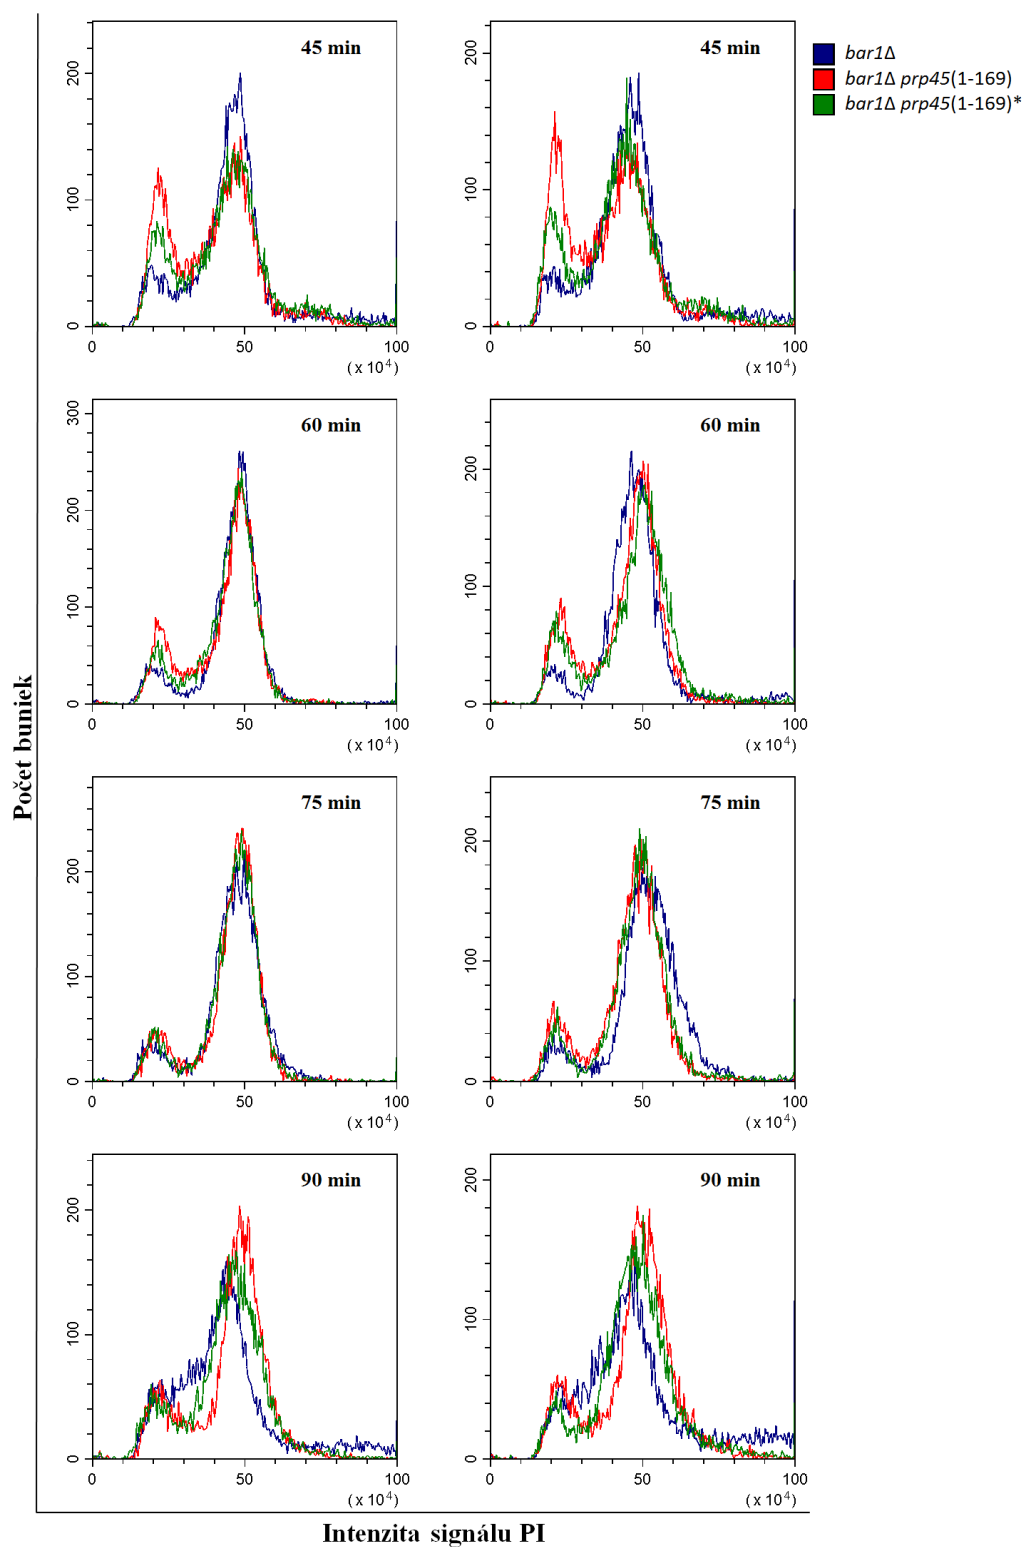 45 min
45 min
bar1Δ
bar1Δ prp45(1-169)
bar1Δ prp45(1-169)*
200
100
0
0 50 100
(x 10⁴)
200
100
0
0 50 100
(x 10⁴)
60 min
60 min
300
200
100
0
0 50 100
(x 10⁴)
200
100
0
0 50 100
(x 10⁴)
Počet buniek
75 min
75 min
200
100
0
0 50 100
(x 10⁴)
200
100
0
0 50 100
(x 10⁴)
90 min
90 min
200
100
0
0 50 100
(x 10⁴)
200
100
0
0 50 100
(x 10⁴)
Intenzita signálu PI